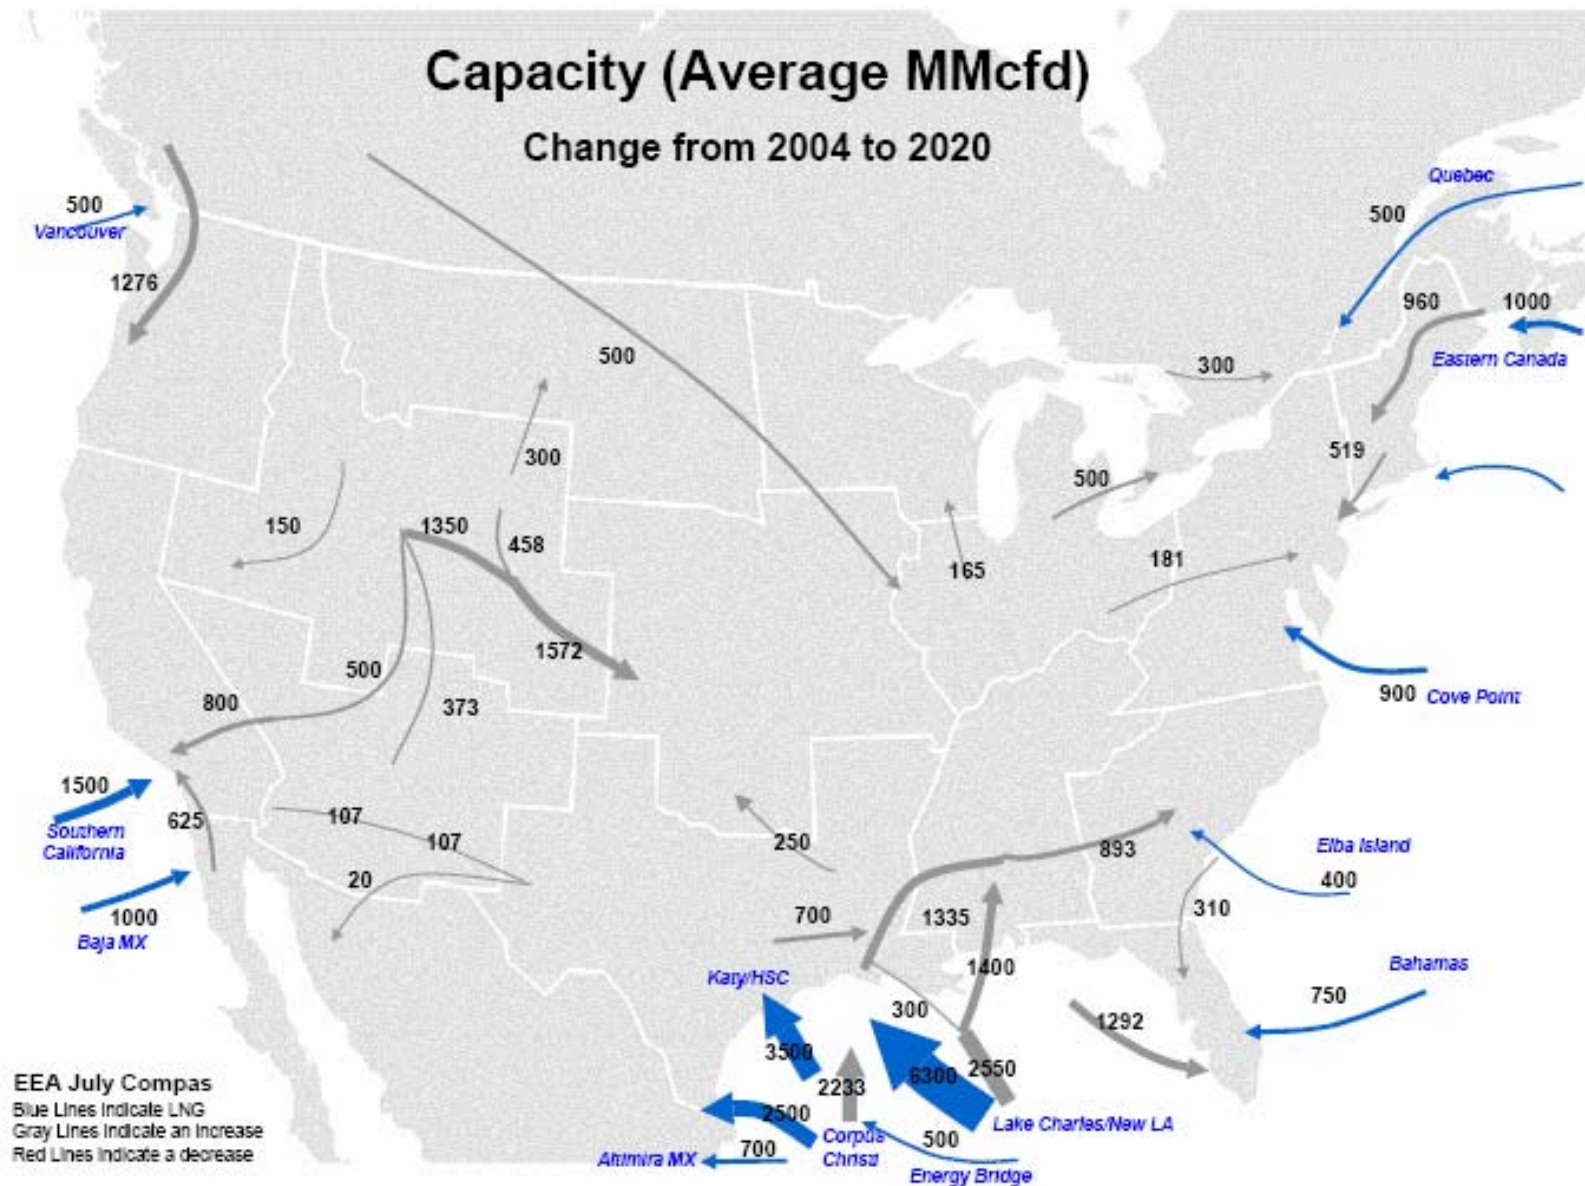 Capacity (Average MMcfd)
Change from 2004 to 2020
Quebec
500
500
Vancouver
1276
960
1000
Eastern Canada
500
300
519
300
500
150
1350
458
165
181
1572
500
373
800
900
Cove Point
1500
Southern
California
625
107
107
250
893
Elba Island
400
20
310
1000
Baja MX
700
1335
1400
Katy/HSC
Bahamas
750
300
1292
3500
2233
6300
2550
2500
Lake Charles/New LA
Corpus
Christi
500
700
Altimira MX
Energy Bridge
EEA July Compas
Blue Lines Indicate LNG
Gray Lines Indicate an Increase
Red Lines Indicate a decrease